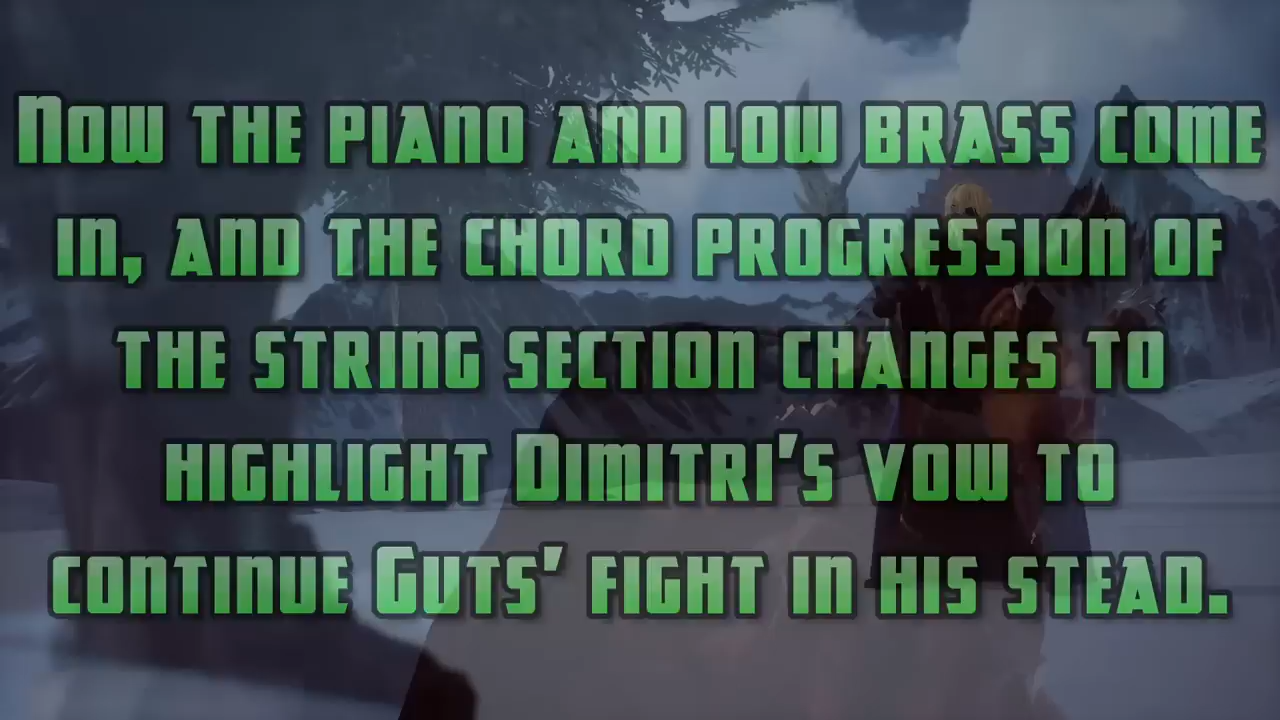 Now the piano and low brass come
in, and the chord progression of
the string section changes to
highlight Dimitri's vow to
continue Guts' fight in his stead.